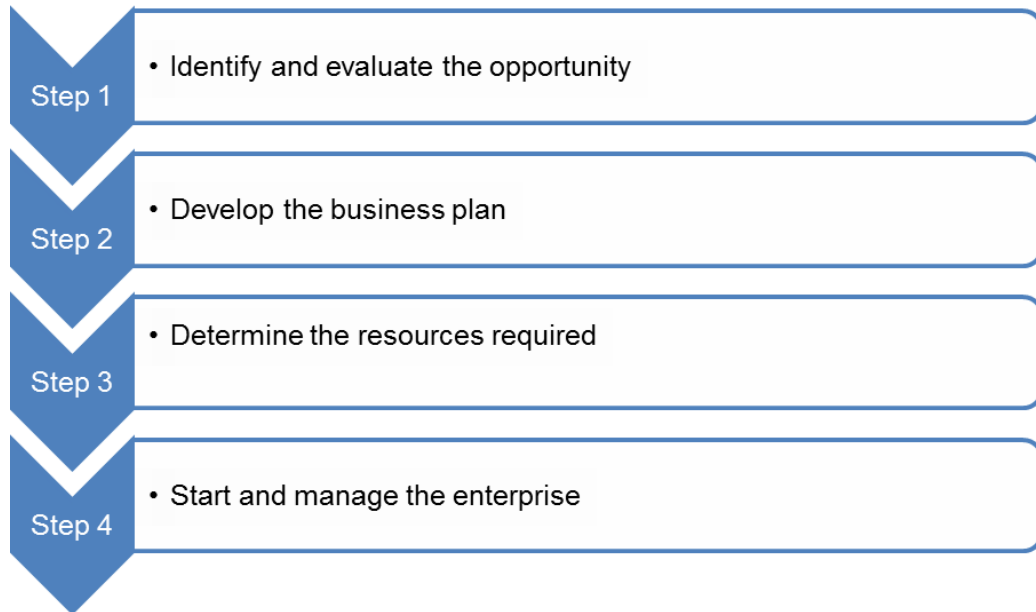 Step 1
• Identify and evaluate the opportunity
Step 2
• Develop the business plan
Step 3
• Determine the resources required
Step 4
• Start and manage the enterprise